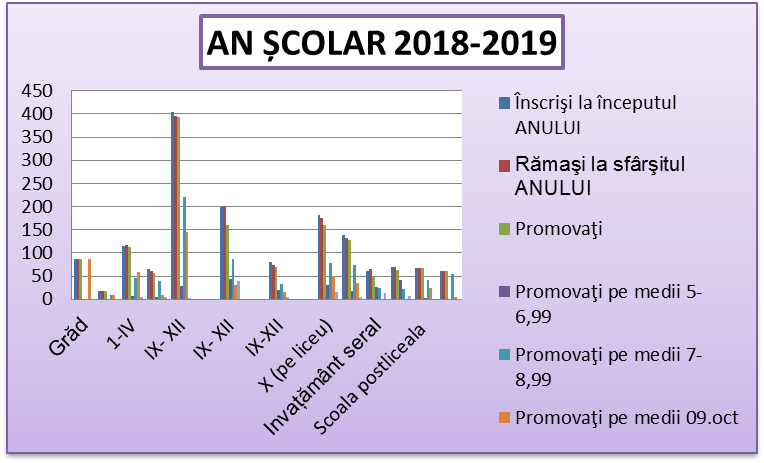 AN ȘCOLAR 2018-2019
450
400
350
300
250
200
150
100
50
0
Grăd
1-IV
IX- XII
IX- XII
IX-XII
X (pe liceu)
Invațământ seral
Scoala postliceala
Înscrişi la începutul
ANULUI
Rămaşi la sfârşitul
ANULUI
Promovaţi
Promovaţi pe medii 5-
6,99
Promovaţi pe medii 7-
8,99
Promovaţi pe medii 09.oct